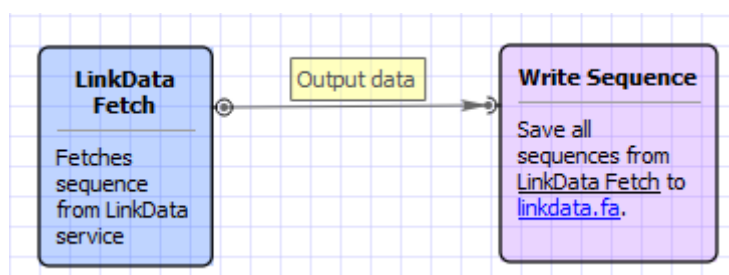 LinkData
Fetch
Fetches
sequence
from LinkData
service
Output data
Write Sequence
Save all
sequences from
LinkData Fetch to
linkdata.fa.